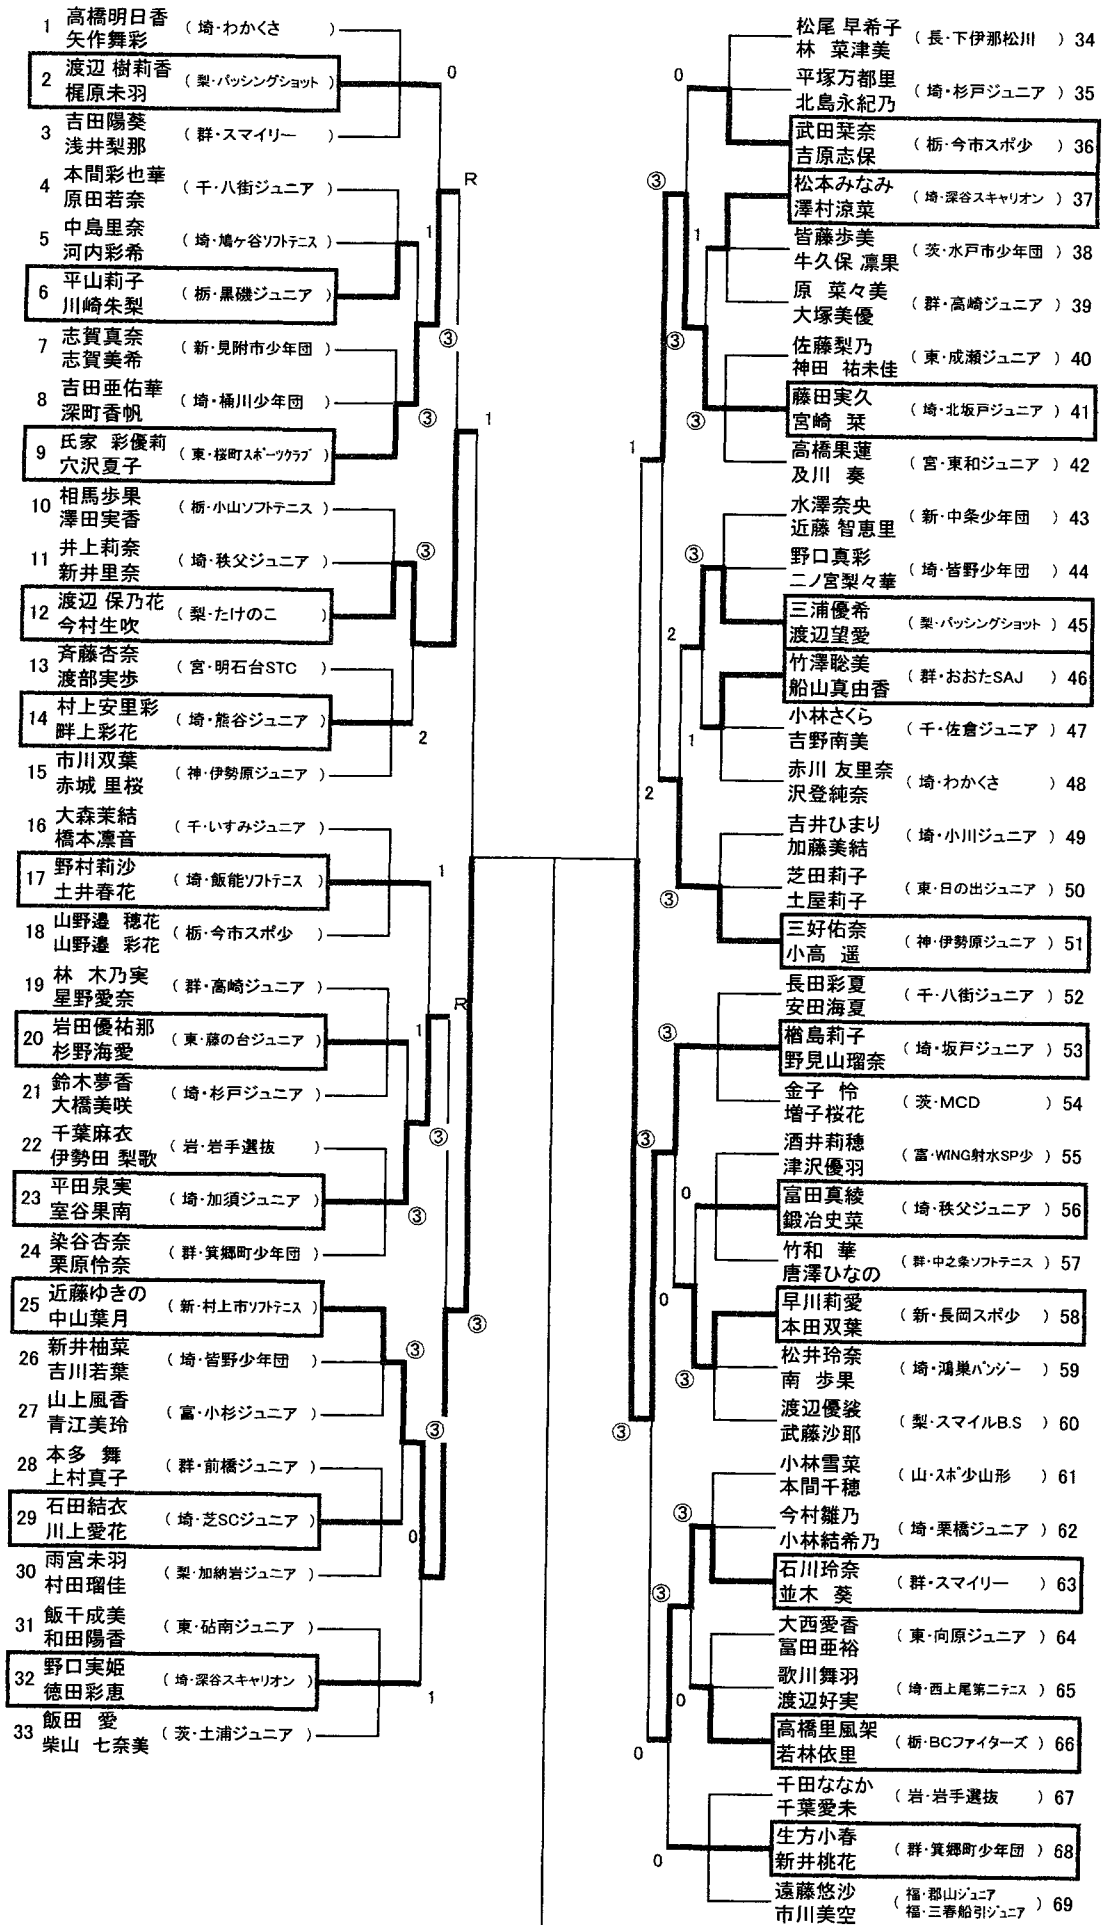 1 高橋明日香 矢作舞彩 ( 埼・わかくさ )
2 渡辺 樹莉香 梶原未羽 ( 梨・パッシングショット )
3 吉田陽葵 浅井梨那 ( 群・スマイリー )
4 本間彩也華 原田若奈 ( 千・八街ジュニア )
5 中島里奈 河内彩希 ( 埼・鳩ヶ谷ソフトテニス )
6 平山莉子 川崎朱梨 ( 栃・黒磯ジュニア )
7 志賀真奈 志賀美希 ( 新・見附市少年団 )
8 吉田亜佑華 深町香帆 ( 埼・桶川少年団 )
9 氏家 彩優莉 穴沢夏子 ( 東・桜町スポーツクラブ )
10 相馬歩果 澤田実香 ( 栃・小山ソフトテニス )
11 井上莉奈 新井里奈 ( 埼・秩父ジュニア )
12 渡辺 保乃花 今村生吹 ( 梨・たけのこ )
13 斉藤杏奈 渡部実歩 ( 宮・明石台STC )
14 村上安里彩 畔上彩花 ( 埼・熊谷ジュニア )
15 市川双葉 赤城 里桜 ( 神・伊勢原ジュニア )
16 大森茉結 橋本凛音 ( 千・いすみジュニア )
17 野村莉沙 土井春花 ( 埼・飯能ソフトテニス )
18 山野邉 穂花 山野邉 彩花 ( 栃・今市スポ少 )
19 林 木乃実 星野愛奈 ( 群・高崎ジュニア )
20 岩田優祐那 杉野海愛 ( 東・藤の台ジュニア )
21 鈴木夢香 大橋美咲 ( 埼・杉戸ジュニア )
22 千葉麻衣 伊勢田 梨歌 ( 岩・岩手選抜 )
23 平田泉実 室谷果南 ( 埼・加須ジュニア )
24 染谷杏奈 栗原伶奈 ( 群・箕郷町少年団 )
25 近藤ゆきの 中山葉月 ( 新・村上市ソフトテニス )
26 新井柚菜 吉川若葉 ( 埼・皆野少年団 )
27 山上風香 青江美玲 ( 富・小杉ジュニア )
28 本多 舞 上村真子 ( 群・前橋ジュニア )
29 石田結衣 川上愛花 ( 埼・芝SCジュニア )
30 雨宮未羽 村田瑠佳 ( 梨・加納岩ジュニア )
31 飯干成美 和田陽香 ( 東・砧南ジュニア )
32 野口実姫 徳田彩恵 ( 埼・深谷スキャリオン )
33 飯田 愛 柴山 七奈美 ( 茨・土浦ジュニア )
0
R
1
③
③
1
③
2
1
R
1
③
③
③
③
③
0
1
松尾 早希子 林 菜津美 ( 長・下伊那松川 ) 34
平塚万都里 北島永紀乃 ( 埼・杉戸ジュニア ) 35
武田栞奈 吉原志保 ( 栃・今市スポ少 ) 36
松本みなみ 澤村涼菜 ( 埼・深谷スキャリオン ) 37
皆藤歩美 牛久保 凛果 ( 茨・水戸市少年団 ) 38
原 菜々美 大塚美優 ( 群・高崎ジュニア ) 39
佐藤梨乃 神田 祐未佳 ( 東・成瀬ジュニア ) 40
藤田実久 宮崎 栞 ( 埼・北坂戸ジュニア ) 41
高橋果蓮 及川 奏 ( 宮・東和ジュニア ) 42
水澤奈央 近藤 智恵里 ( 新・中条少年団 ) 43
野口真彩 二ノ宮梨々華 ( 埼・皆野少年団 ) 44
三浦優希 渡辺望愛 ( 梨・パッシングショット ) 45
竹澤聡美 船山真由香 ( 群・おおたSAJ ) 46
小林さくら 吉野南美 ( 千・佐倉ジュニア ) 47
赤川 友里奈 沢登純奈 ( 埼・わかくさ ) 48
吉井ひまり 加藤美結 ( 埼・小川ジュニア ) 49
芝田莉子 土屋莉子 ( 東・日の出ジュニア ) 50
三好佑奈 小高 遥 ( 神・伊勢原ジュニア ) 51
長田彩夏 安田海夏 ( 千・八街ジュニア ) 52
楢島莉子 野見山瑠奈 ( 埼・坂戸ジュニア ) 53
金子 怜 増子桜花 ( 茨・MCD ) 54
酒井莉穂 津沢優羽 ( 富・WING射水SP少 ) 55
富田真綾 鍛冶史菜 ( 埼・秩父ジュニア ) 56
竹和 華 唐澤ひなの ( 群・中之条ソフトテニス ) 57
早川莉愛 本田双葉 ( 新・長岡スポ少 ) 58
松井玲奈 南 歩果 ( 埼・鴻巣パンジー ) 59
渡辺優裟 武藤沙耶 ( 梨・スマイルB.S ) 60
小林雪菜 本間千穂 ( 山・スポ少山形 ) 61
今村雛乃 小林結希乃 ( 埼・栗橋ジュニア ) 62
石川玲奈 並木 葵 ( 群・スマイリー ) 63
大西愛香 冨田亜裕 ( 東・向原ジュニア ) 64
歌川舞羽 渡辺好実 ( 埼・西上尾第二テニス ) 65
高橋里風架 若林依里 ( 栃・BCファイターズ ) 66
千田ななか 千葉愛未 ( 岩・岩手選抜 ) 67
生方小春 新井桃花 ( 群・箕郷町少年団 ) 68
遠藤悠沙 市川美空 ( 福・郡山ジュニア 福・三春船引ジュニア ) 69
0
③
1
③
③
1
③
2
1
2
③
③
0
0
③
③
③
③
0
0
0